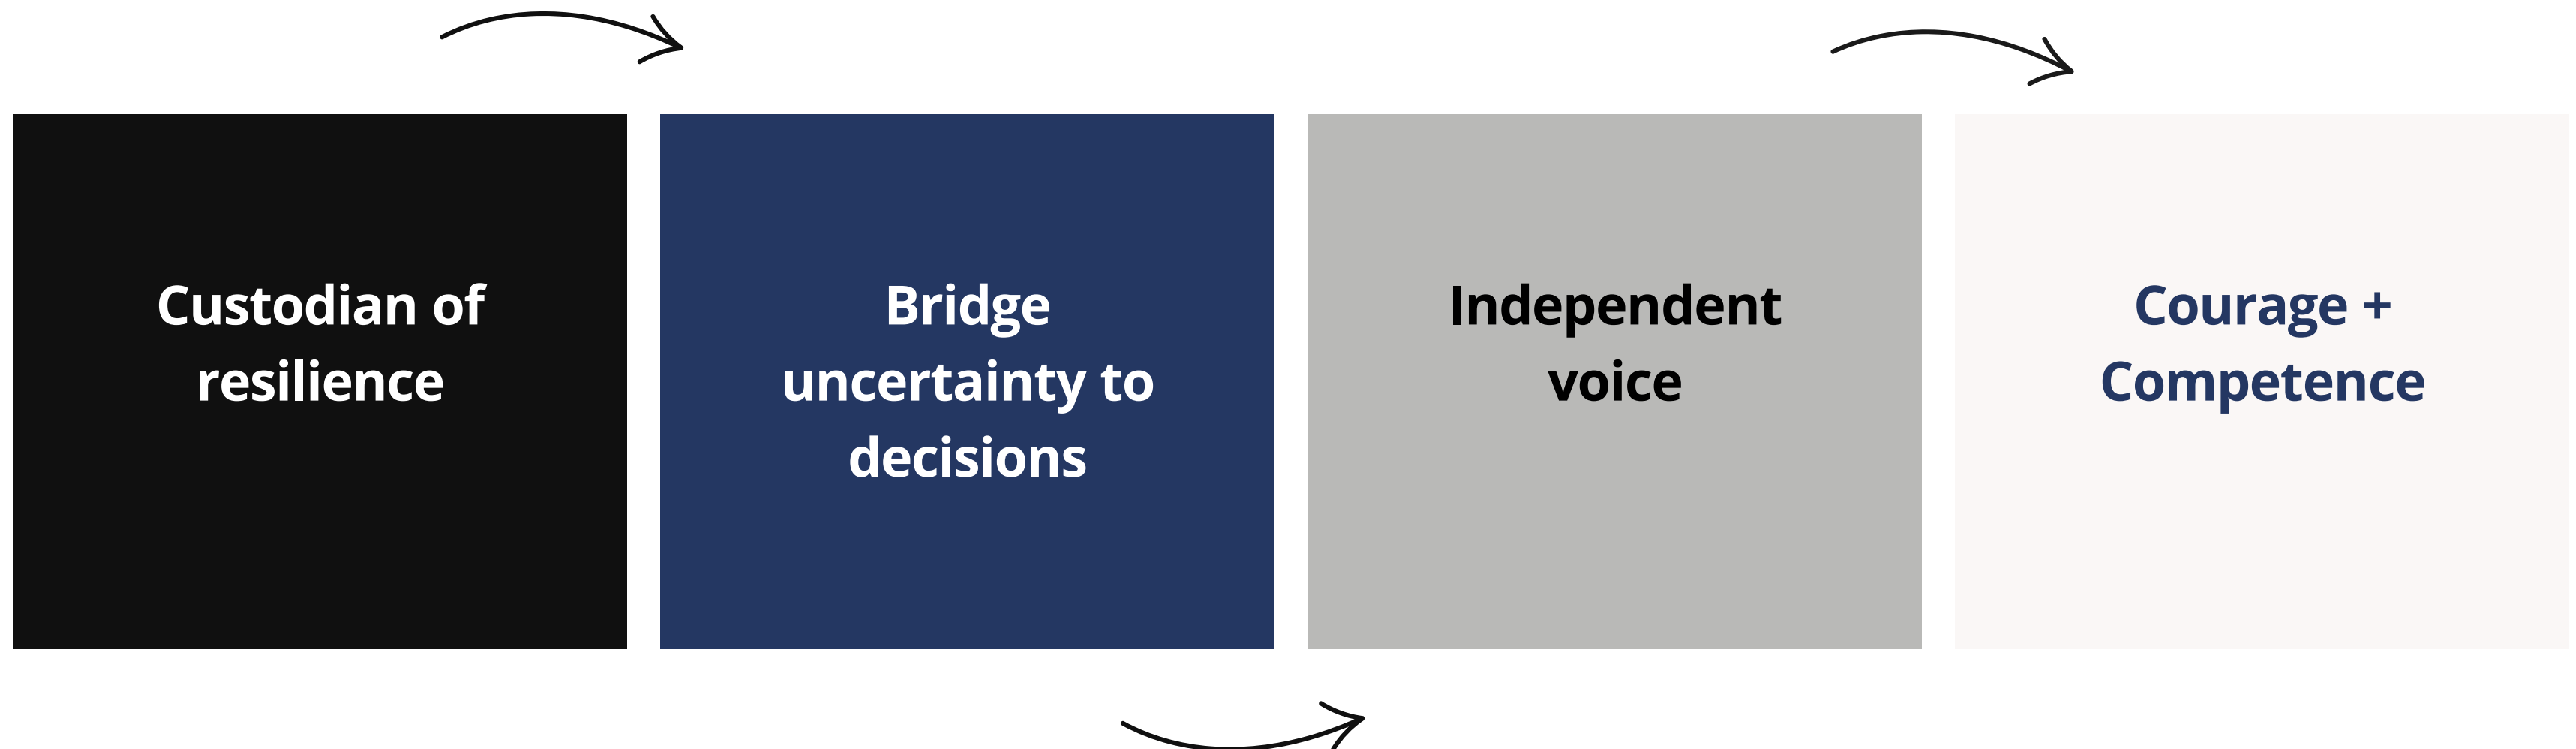 Custodian of
resilience
Bridge
uncertainty to
decisions
Independent
voice
Courage +
Competence